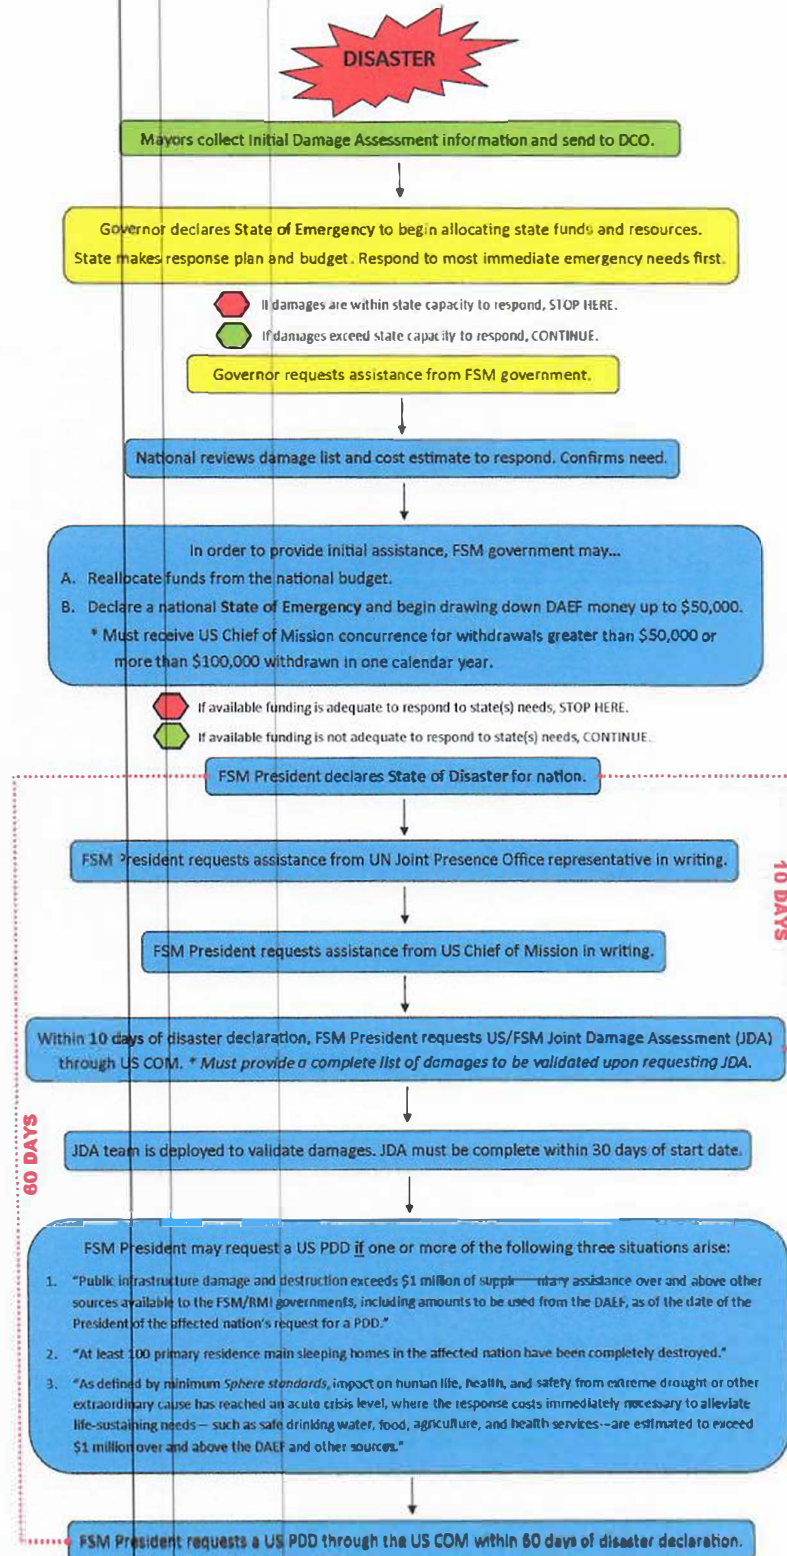 DISASTER
Mayors collect Initial Damage Assessment information and send to DCO.
Governor declares State of Emergency to begin allocating state funds and resources.
State makes response plan and budget. Respond to most immediate emergency needs first.
If damages are within state capacity to respond, STOP HERE.
If damages exceed state capacity to respond, CONTINUE.
Governor requests assistance from FSM government.
National reviews damage list and cost estimate to respond. Confirms need.
In order to provide initial assistance, FSM government may...
A. Reallocate funds from the national budget.
B. Declare a national State of Emergency and begin drawing down DAEF money up to $50,000.
* Must receive US Chief of Mission concurrence for withdrawals greater than $50,000 or
more than $100,000 withdrawn in one calendar year.
If available funding is adequate to respond to state(s) needs, STOP HERE.
If available funding is not adequate to respond to state(s) needs, CONTINUE.
FSM President declares State of Disaster for nation.
FSM President requests assistance from UN Joint Presence Office representative in writing.
10 DAYS
FSM President requests assistance from US Chief of Mission in writing.
Within 10 days of disaster declaration, FSM President requests US/FSM Joint Damage Assessment (JDA)
through US COM. * Must provide a complete list of damages to be validated upon requesting JDA.
60 DAYS
JDA team is deployed to validate damages. JDA must be complete within 30 days of start date.
FSM President may request a US PDD if one or more of the following three situations arise:
1. "Public infrastructure damage and destruction exceeds $1 million of assistance over and above other
sources available to the FSM/RMI governments, including amounts to be used from the DAEF, as of the date of the
President of the affected nation's request for a PDD."
2. "At least 100 primary residence main sleeping homes in the affected nation have been completely destroyed."
3. "As defined by minimum Sphere standards, impact on human life, health, and safety from extreme drought or other
extraordinary cause has reached an acute crisis level, where the response costs immediately necessary to alleviate
life-sustaining needs— such as safe drinking water, food, agriculture, and health services--are estimated to exceed
$1 million over and above the DAEF and other sources."
FSM President requests a US PDD through the US COM within 60 days of disaster declaration.